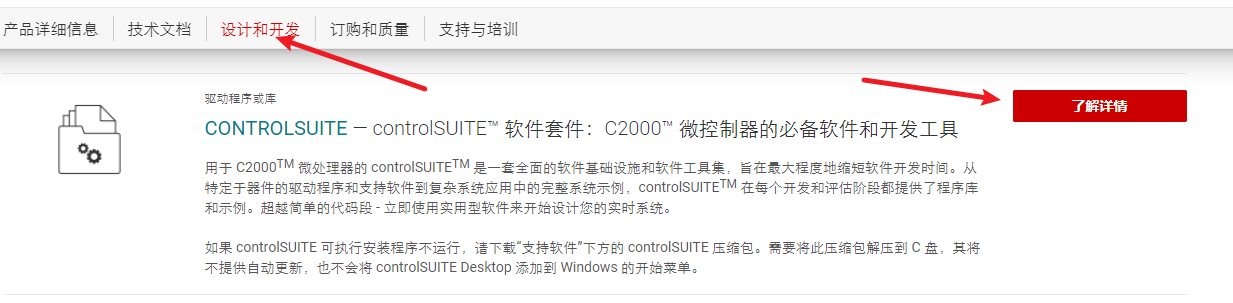 产品详细信息 技术文档 设计和开发 订购和质量 支持与培训
驱动程序或库
CONTROLSUITE — controlSUITE™ 软件套件：C2000™ 微控制器的必备软件和开发工具
了解详情
用于 C2000TM 微处理器的 controlSUITETM 是一套全面的软件基础设施和软件工具集，旨在最大程度地缩短软件开发时间。从
特定于器件的驱动程序和支持软件到复杂系统应用中的完整系统示例，controlSUITETM 在每个开发和评估阶段都提供了程序库
和示例。超越简单的代码段 - 立即使用实用型软件来开始设计您的实时系统。
如果 controlSUITE 可执行安装程序不运行，请下载“支持软件”下方的 controlSUITE 压缩包。需要将此压缩包解压到 C 盘，其将
不提供自动更新，也不会将 controlSUITE Desktop 添加到 Windows 的开始菜单。